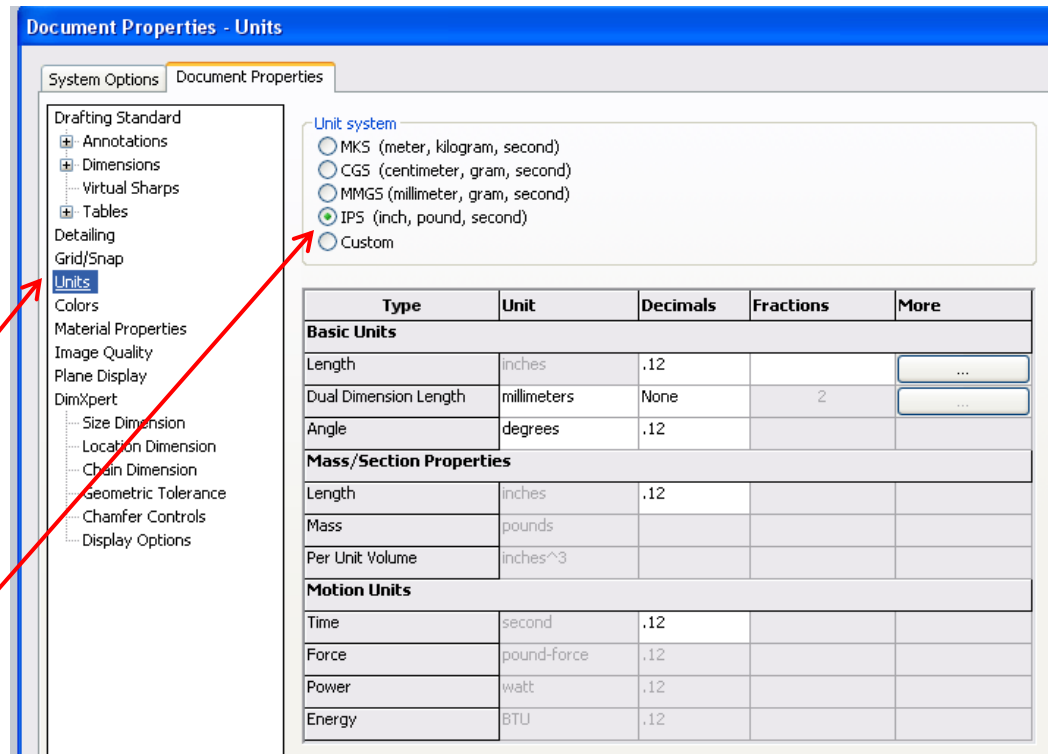 Document Properties - Units
System Options
Document Properties
Drafting Standard
Annotations
Dimensions
Virtual Sharps
Tables
Detailing
Grid/Snap
Units
Colors
Material Properties
Image Quality
Plane Display
DimXpert
Size Dimension
Location Dimension
Chain Dimension
Geometric Tolerance
Chamfer Controls
Display Options
Unit system
MKS (meter, kilogram, second)
CGS (centimeter, gram, second)
MMGS (millimeter, gram, second)
IPS (inch, pound, second)
Custom
Type Unit Decimals Fractions More
Basic Units
Length inches .12 ...
Dual Dimension Length millimeters None 2 ...
Angle degrees .12
Mass/Section Properties
Length inches .12
Mass pounds
Per Unit Volume inches^3
Motion Units
Time second .12
Force pound-force .12
Power watt .12
Energy BTU .12